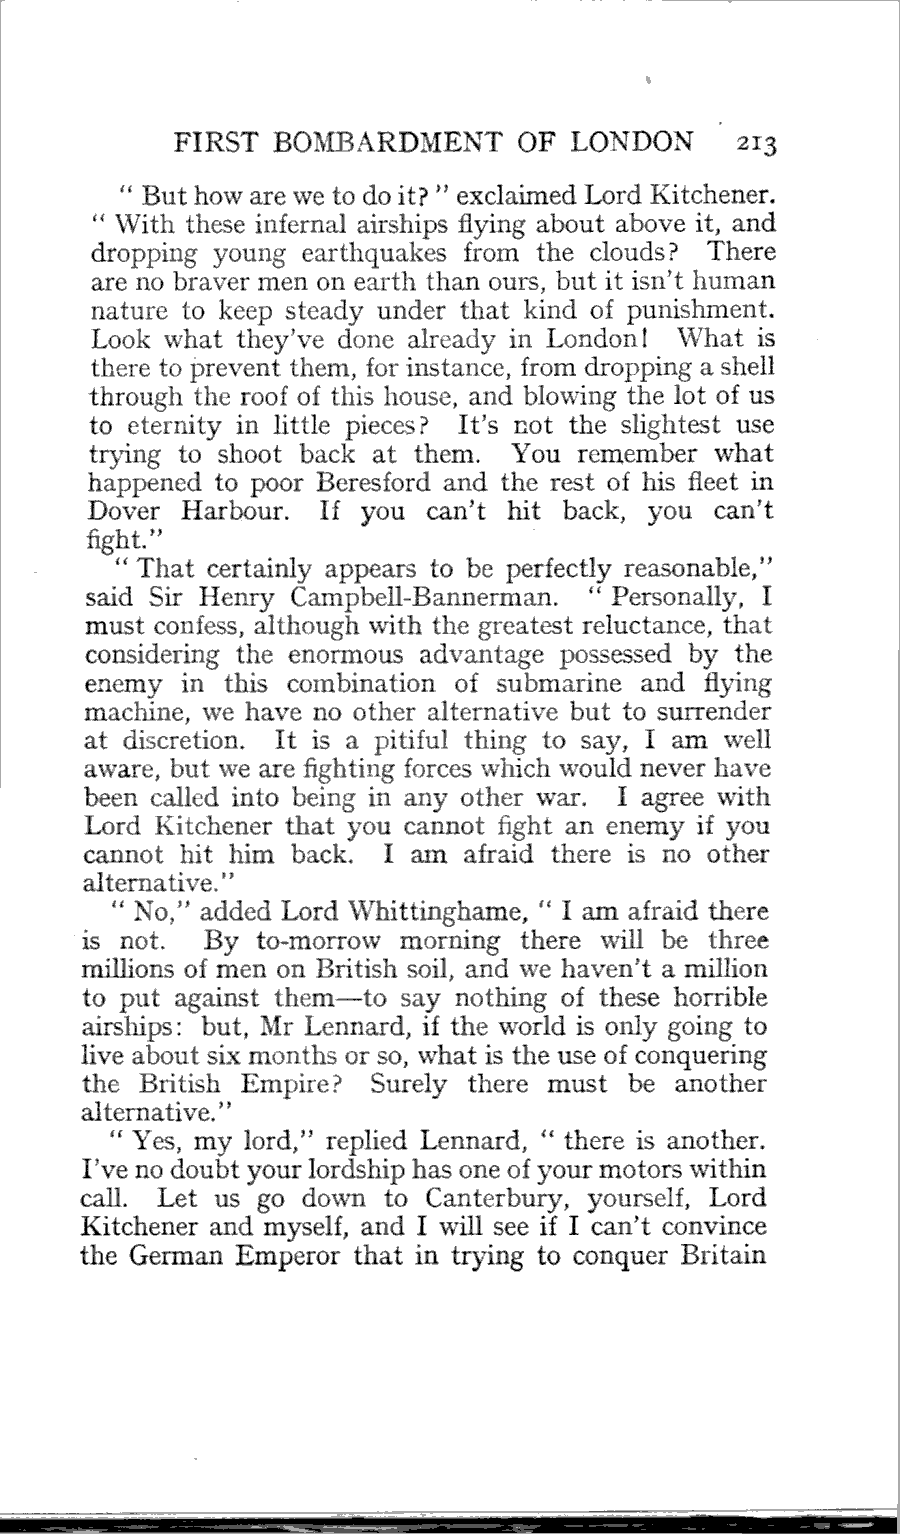 FIRST BOMBARDMENT OF LONDON 213
“ But how are we to do it? ” exclaimed Lord Kitchener.
“ With these infernal airships flying about above it, and
dropping young earthquakes from the clouds? There
are no braver men on earth than ours, but it isn’t human
nature to keep steady under that kind of punishment.
Look what they’ve done already in London! What is
there to prevent them, for instance, from dropping a shell
through the roof of this house, and blowing the lot of us
to eternity in little pieces? It’s not the slightest use
trying to shoot back at them. You remember what
happened to poor Beresford and the rest of his fleet in
Dover Harbour. If you can’t hit back, you can’t
fight.”
“ That certainly appears to be perfectly reasonable,”
said Sir Henry Campbell-Bannerman. “ Personally, I
must confess, although with the greatest reluctance, that
considering the enormous advantage possessed by the
enemy in this combination of submarine and flying
machine, we have no other alternative but to surrender
at discretion. It is a pitiful thing to say, I am well
aware, but we are fighting forces which would never have
been called into being in any other war. I agree with
Lord Kitchener that you cannot fight an enemy if you
cannot hit him back. I am afraid there is no other
alternative.”
“ No,” added Lord Whittinghame, “ I am afraid there
is not. By to-morrow morning there will be three
millions of men on British soil, and we haven’t a million
to put against them—to say nothing of these horrible
airships: but, Mr Lennard, if the world is only going to
live about six months or so, what is the use of conquering
the British Empire? Surely there must be another
alternative.”
“ Yes, my lord,” replied Lennard, “ there is another.
I’ve no doubt your lordship has one of your motors within
call. Let us go down to Canterbury, yourself, Lord
Kitchener and myself, and I will see if I can’t convince
the German Emperor that in trying to conquer Britain